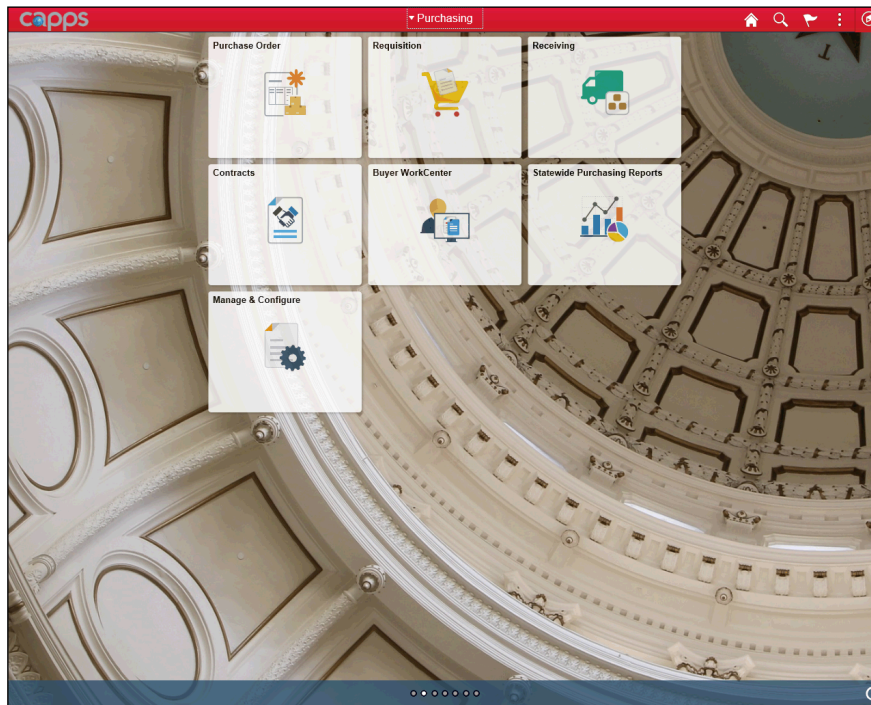 capps
Purchasing
Purchase Order
Requisition
Receiving
Contracts
Buyer WorkCenter
Statewide Purchasing Reports
Manage & Configure